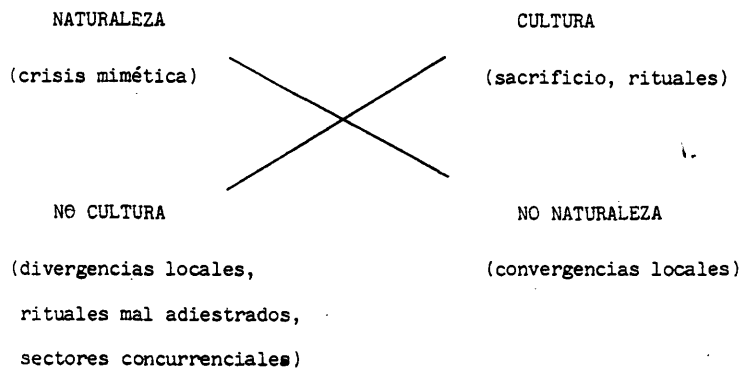 NATURALEZA
CULTURA
(crisis mimética)
(sacrificio, rituales)
NO CULTURA
NO NATURALEZA
(divergencias locales,
(convergencias locales)
rituales mal adiestrados,
sectores concurrenciales)